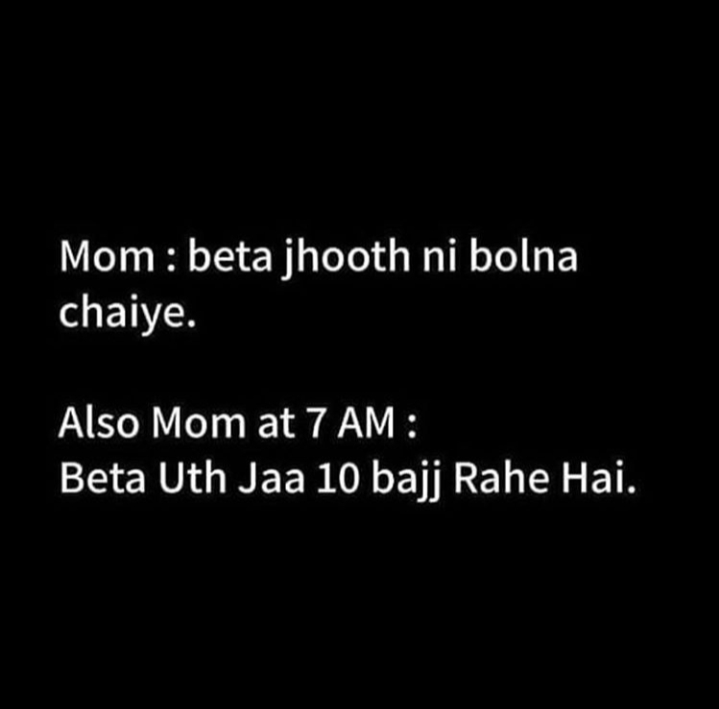 Mom : beta jhooth ni bolna
chaiye.
Also Mom at 7 AM :
Beta Uth Jaa 10 bajj Rahe Hai.